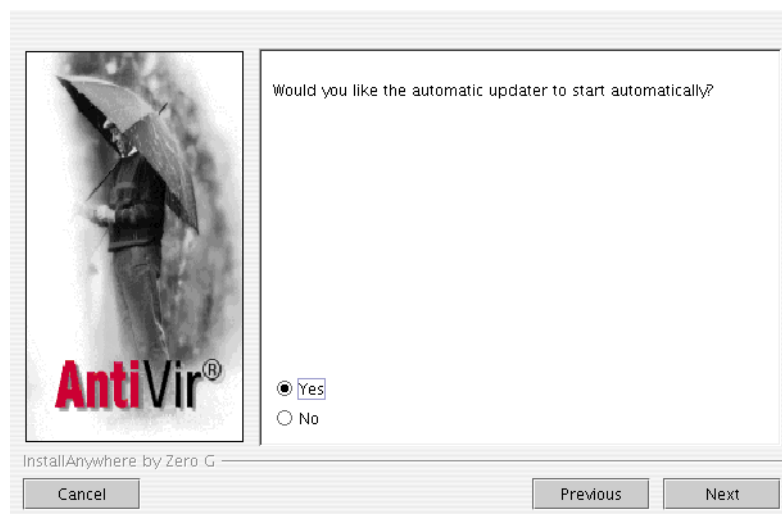 Would you like the automatic updater to start automatically?
AntiVir®
Yes
No
InstallAnywhere by Zero G
Cancel
Previous
Next